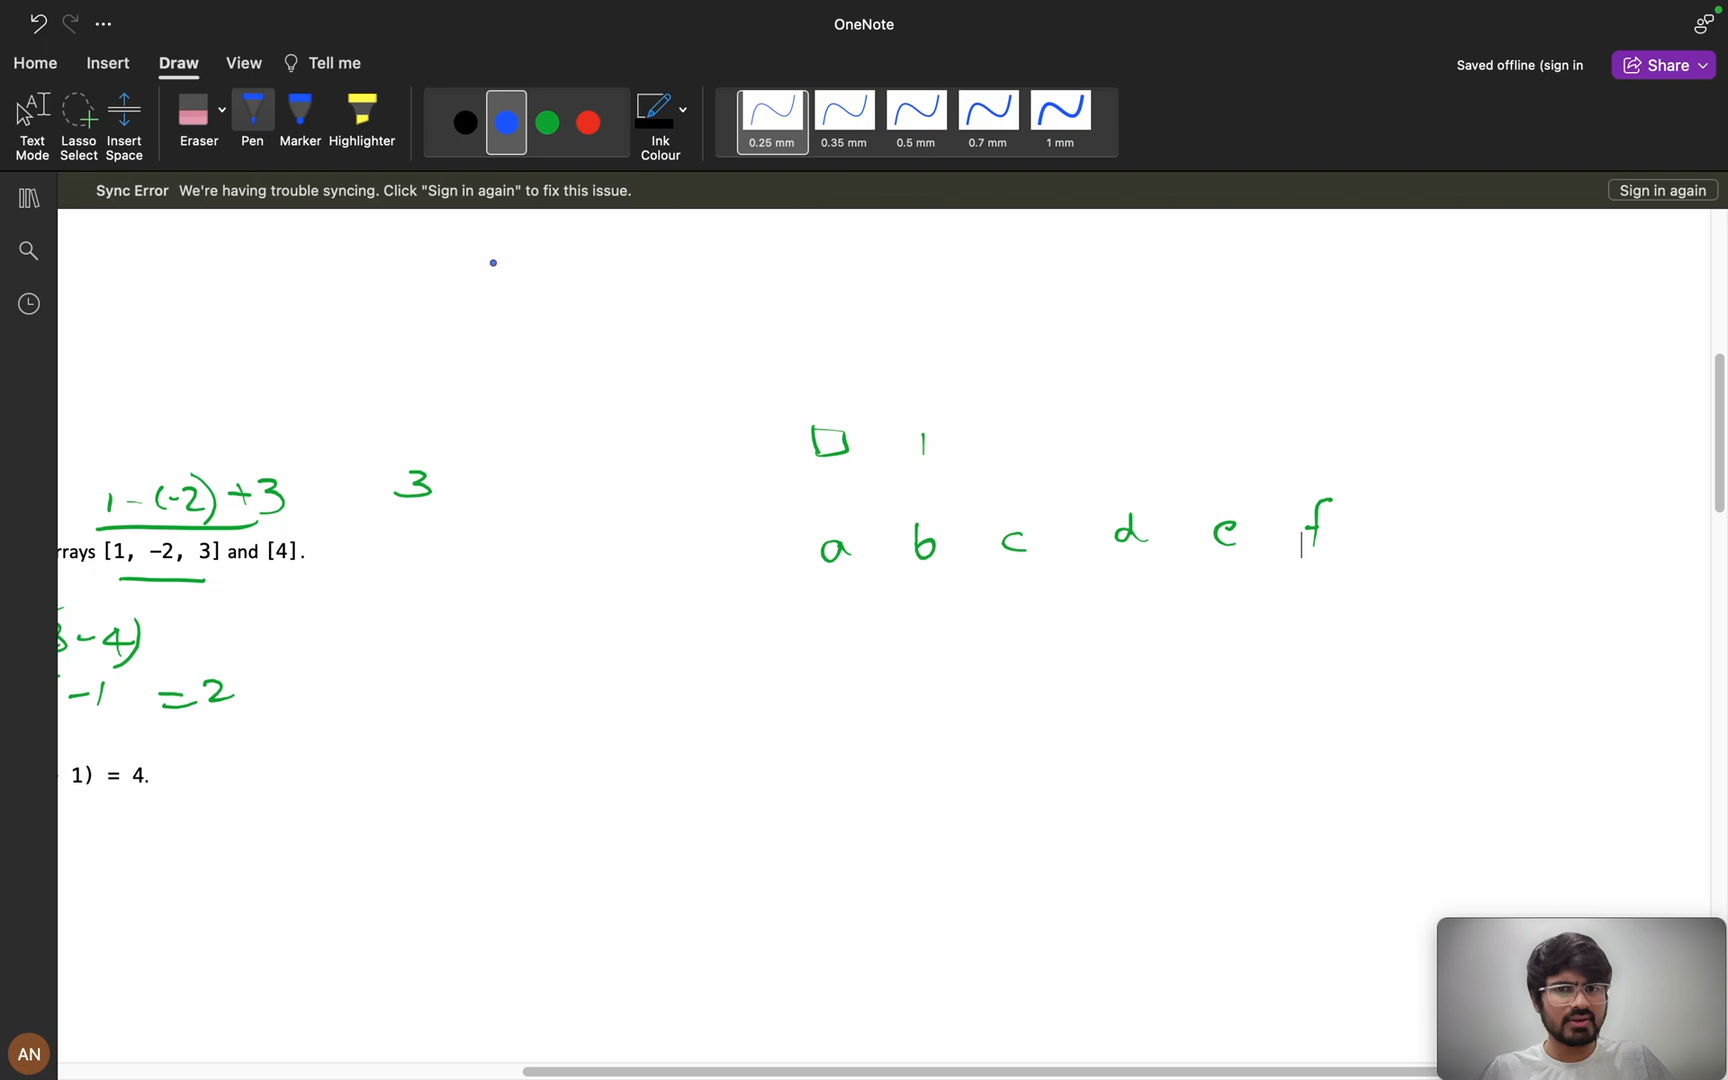 OneNote
Home Insert Draw View Tell me
Saved offline (sign in
Share
Text Mode
Lasso Select
Insert Space
Eraser
Pen
Marker
Highlighter
Ink Colour
0.25 mm
0.35 mm
0.5 mm
0.7 mm
1 mm
Sync Error We're having trouble syncing. Click "Sign in again" to fix this issue.
Sign in again
1
1-(-2)+3 3
rrays [1, −2, 3] and [4].
a b c d e f
-4)
-1 =2
1) = 4.
AN